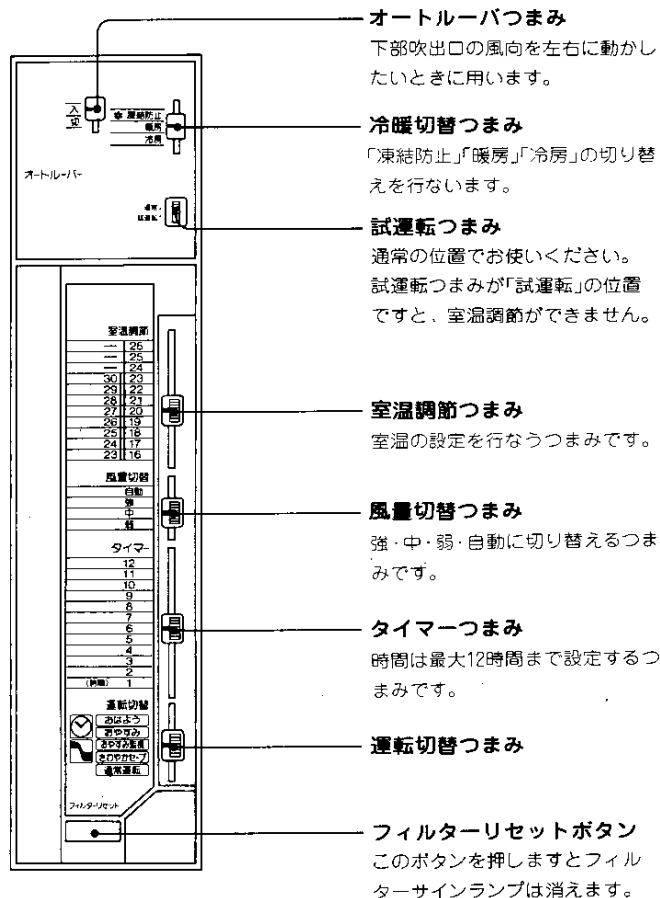 オートルーバつまみ
下部吹出口の風向を左右に動かし
たいときに用います。
冷暖切替つまみ
「凍結防止」「暖房」「冷房」の切り替
えを行ないます。
試運転つまみ
通常の位置でお使いください。
試運転つまみが「試運転」の位置
ですと、室温調節ができません。
室温調節つまみ
室温の設定を行なうつまみです。
風量切替つまみ
強・中・弱・自動に切り替えるつま
みです。
タイマーつまみ
時間は最大12時間まで設定するつ
まみです。
運転切替つまみ
フィルターリセットボタン
このボタンを押しますとフィル
ターサインランプは消えます。
入
切
凍結防止
暖房
冷房
オートルーバー
通常
試運転
室温調節
— 26
— 25
— 24
30 23
29 22
28 21
27 20
26 19
25 18
24 17
23 16
風量切替
自動
強
中
弱
タイマー
12
11
10
9
8
7
6
5
4
3
2
(時間) 1
運転切替
おはよう
おやすみ
おやすみ監視
さわやかセーブ
通常運転
フィルターリセット